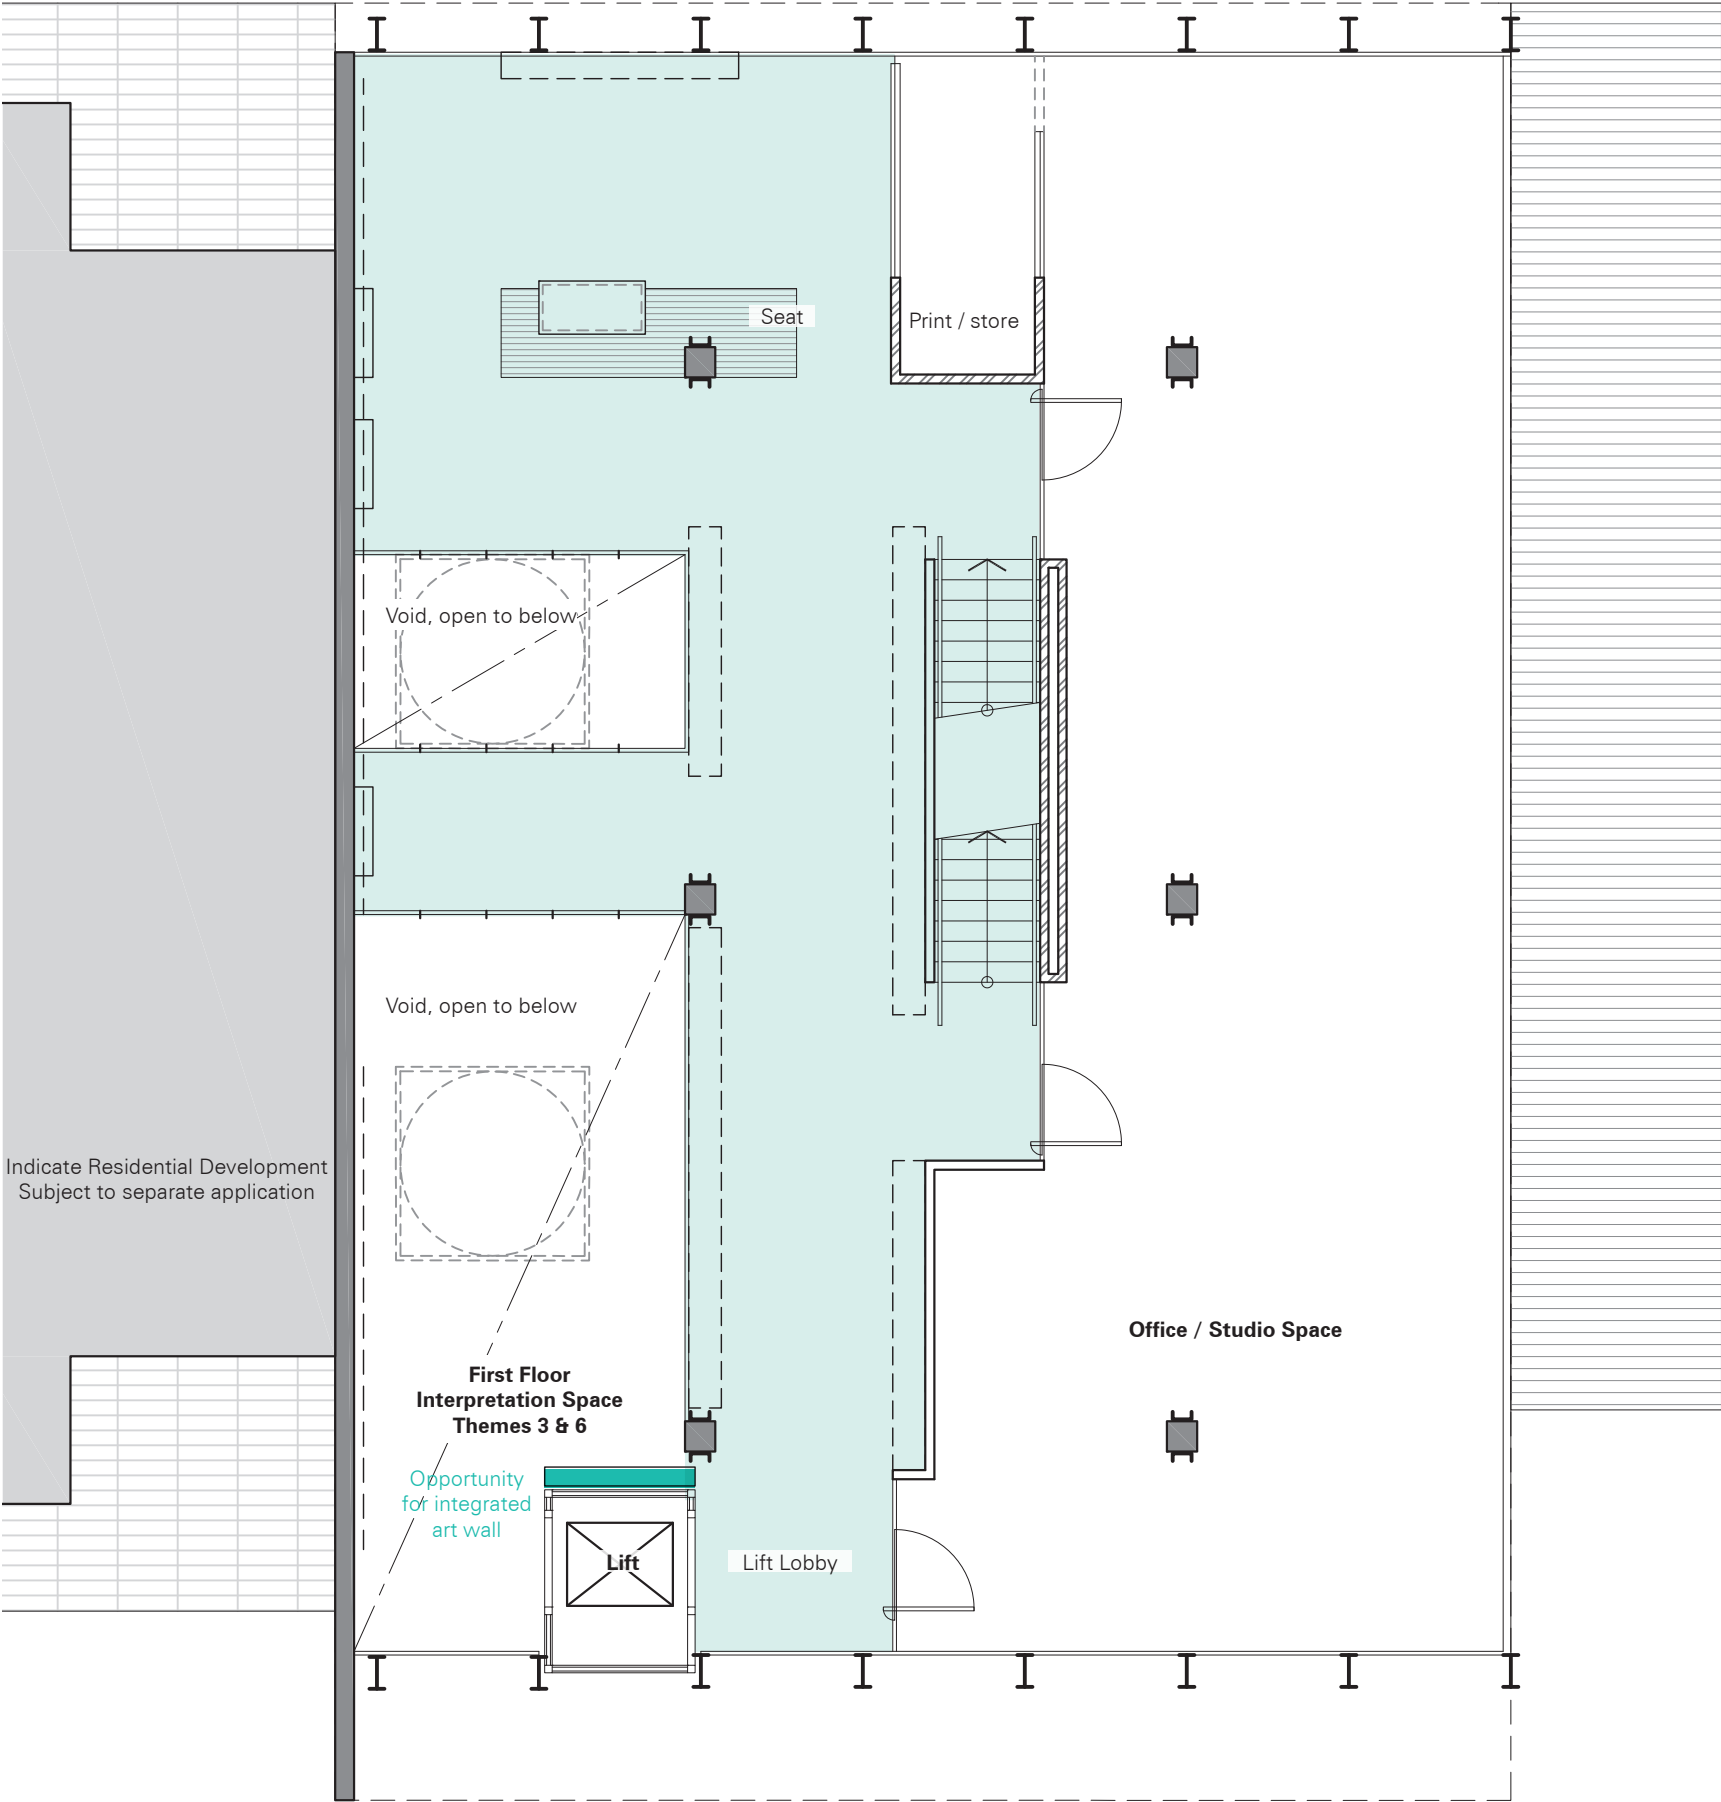 Seat
Print / store
Void, open to below
Void, open to below
Indicate Residential Development
Subject to separate application
Office / Studio Space
First Floor
Interpretation Space
Themes 3 & 6
Opportunity
for integrated
art wall
Lift
Lift Lobby